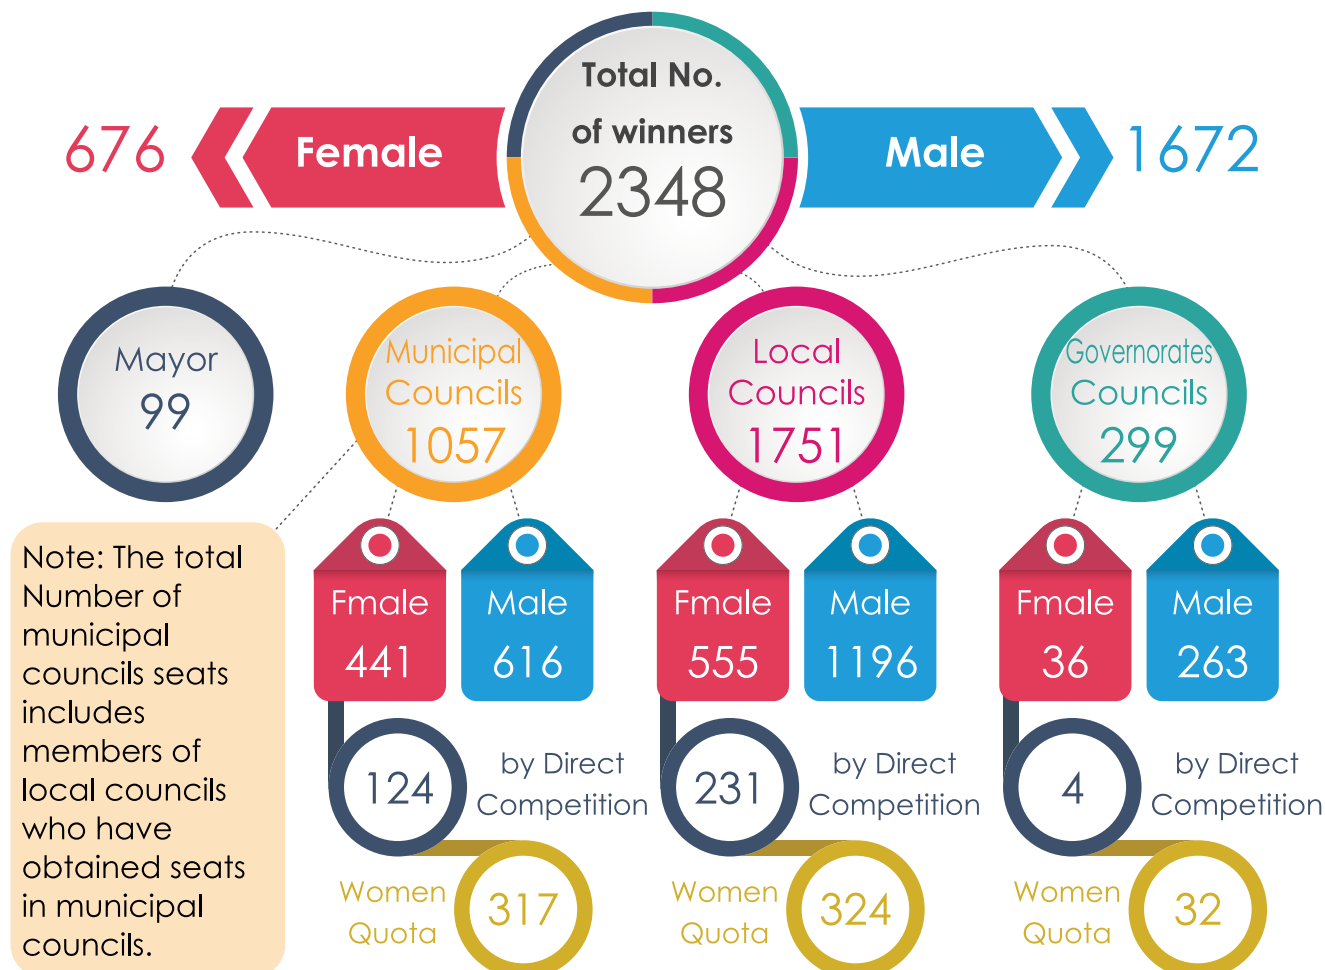 Total No.
of winners
2348
676
Female
Male
1672
Mayor
99
Municipal
Councils
1057
Local
Councils
1751
Governorates
Councils
299
Note: The total
Number of
municipal
councils seats
includes
members of
local councils
who have
obtained seats
in municipal
councils.
Fmale
441
Male
616
Fmale
555
Male
1196
Fmale
36
Male
263
124
by Direct
Competition
231
by Direct
Competition
4
by Direct
Competition
Women
Quota
317
Women
Quota
324
Women
Quota
32